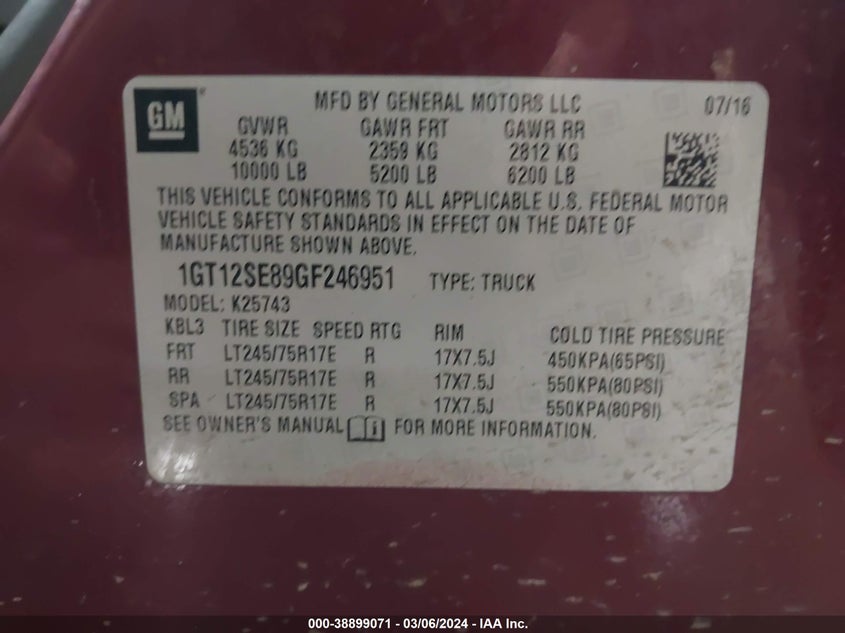 GM®
MFD BY GENERAL MOTORS LLC 07/16
GVWR GAWR FRT GAWR RR
4536 KG 2359 KG 2812 KG
10000 LB 5200 LB 6200 LB
THIS VEHICLE CONFORMS TO ALL APPLICABLE U.S. FEDERAL MOTOR
VEHICLE SAFETY STANDARDS IN EFFECT ON THE DATE OF
MANUFACTURE SHOWN ABOVE.
1GT12SE89GF246951 TYPE: TRUCK
MODEL: K25743
KBL3 TIRE SIZE SPEED RTG RIM COLD TIRE PRESSURE
FRT LT245/75R17E R 17X7.5J 450KPA(65PSI)
RR LT245/75R17E R 17X7.5J 550KPA(80PSI)
SPA LT245/75R17E R 17X7.5J 550KPA(80PSI)
SEE OWNER'S MANUAL i FOR MORE INFORMATION.
000-38899071 — 03/06/2024 — IAA Inc.